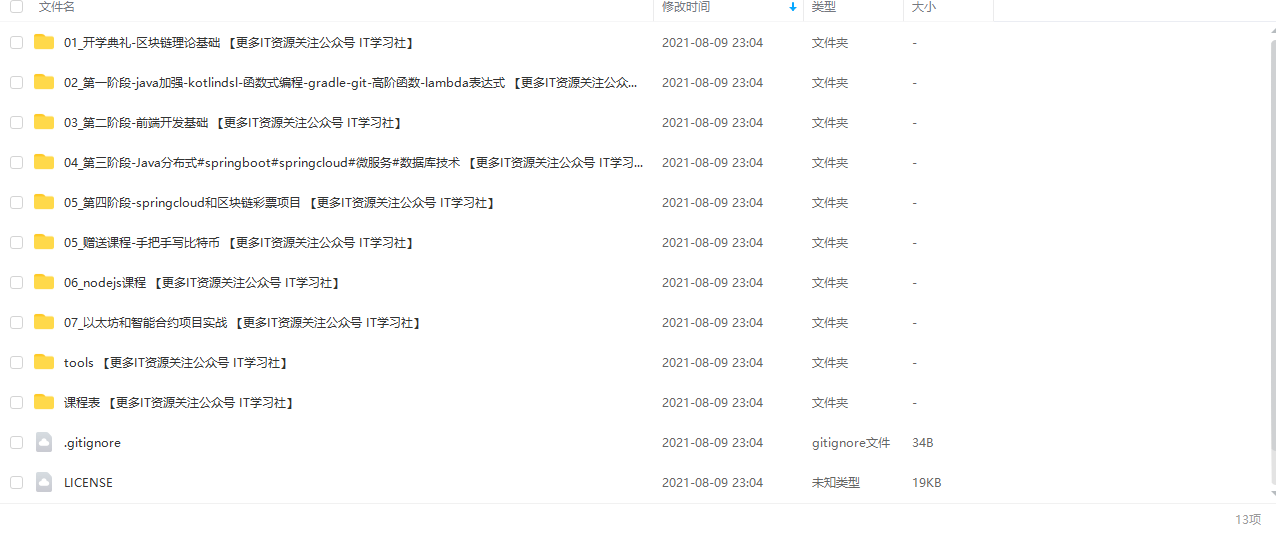 文件名 修改时间 类型 大小
01_开学典礼-区块链理论基础 【更多IT资源关注公众号 IT学习社】 2021-08-09 23:04 文件夹 -
02_第一阶段-java加强-kotlindsl-函数式编程-gradle-git-高阶函数-lambda表达式 【更多IT资源关注公众... 2021-08-09 23:04 文件夹 -
03_第二阶段-前端开发基础 【更多IT资源关注公众号 IT学习社】 2021-08-09 23:04 文件夹 -
04_第三阶段-Java分布式#springboot#springcloud#微服务#数据库技术 【更多IT资源关注公众号 IT学习... 2021-08-09 23:04 文件夹 -
05_第四阶段-springcloud和区块链彩票项目 【更多IT资源关注公众号 IT学习社】 2021-08-09 23:04 文件夹 -
05_赠送课程-手把手写比特币 【更多IT资源关注公众号 IT学习社】 2021-08-09 23:04 文件夹 -
06_nodejs课程 【更多IT资源关注公众号 IT学习社】 2021-08-09 23:04 文件夹 -
07_以太坊和智能合约项目实战 【更多IT资源关注公众号 IT学习社】 2021-08-09 23:04 文件夹 -
tools 【更多IT资源关注公众号 IT学习社】 2021-08-09 23:04 文件夹 -
课程表 【更多IT资源关注公众号 IT学习社】 2021-08-09 23:04 文件夹 -
.gitignore 2021-08-09 23:04 gitignore文件 34B
LICENSE 2021-08-09 23:04 未知类型 19KB
13项